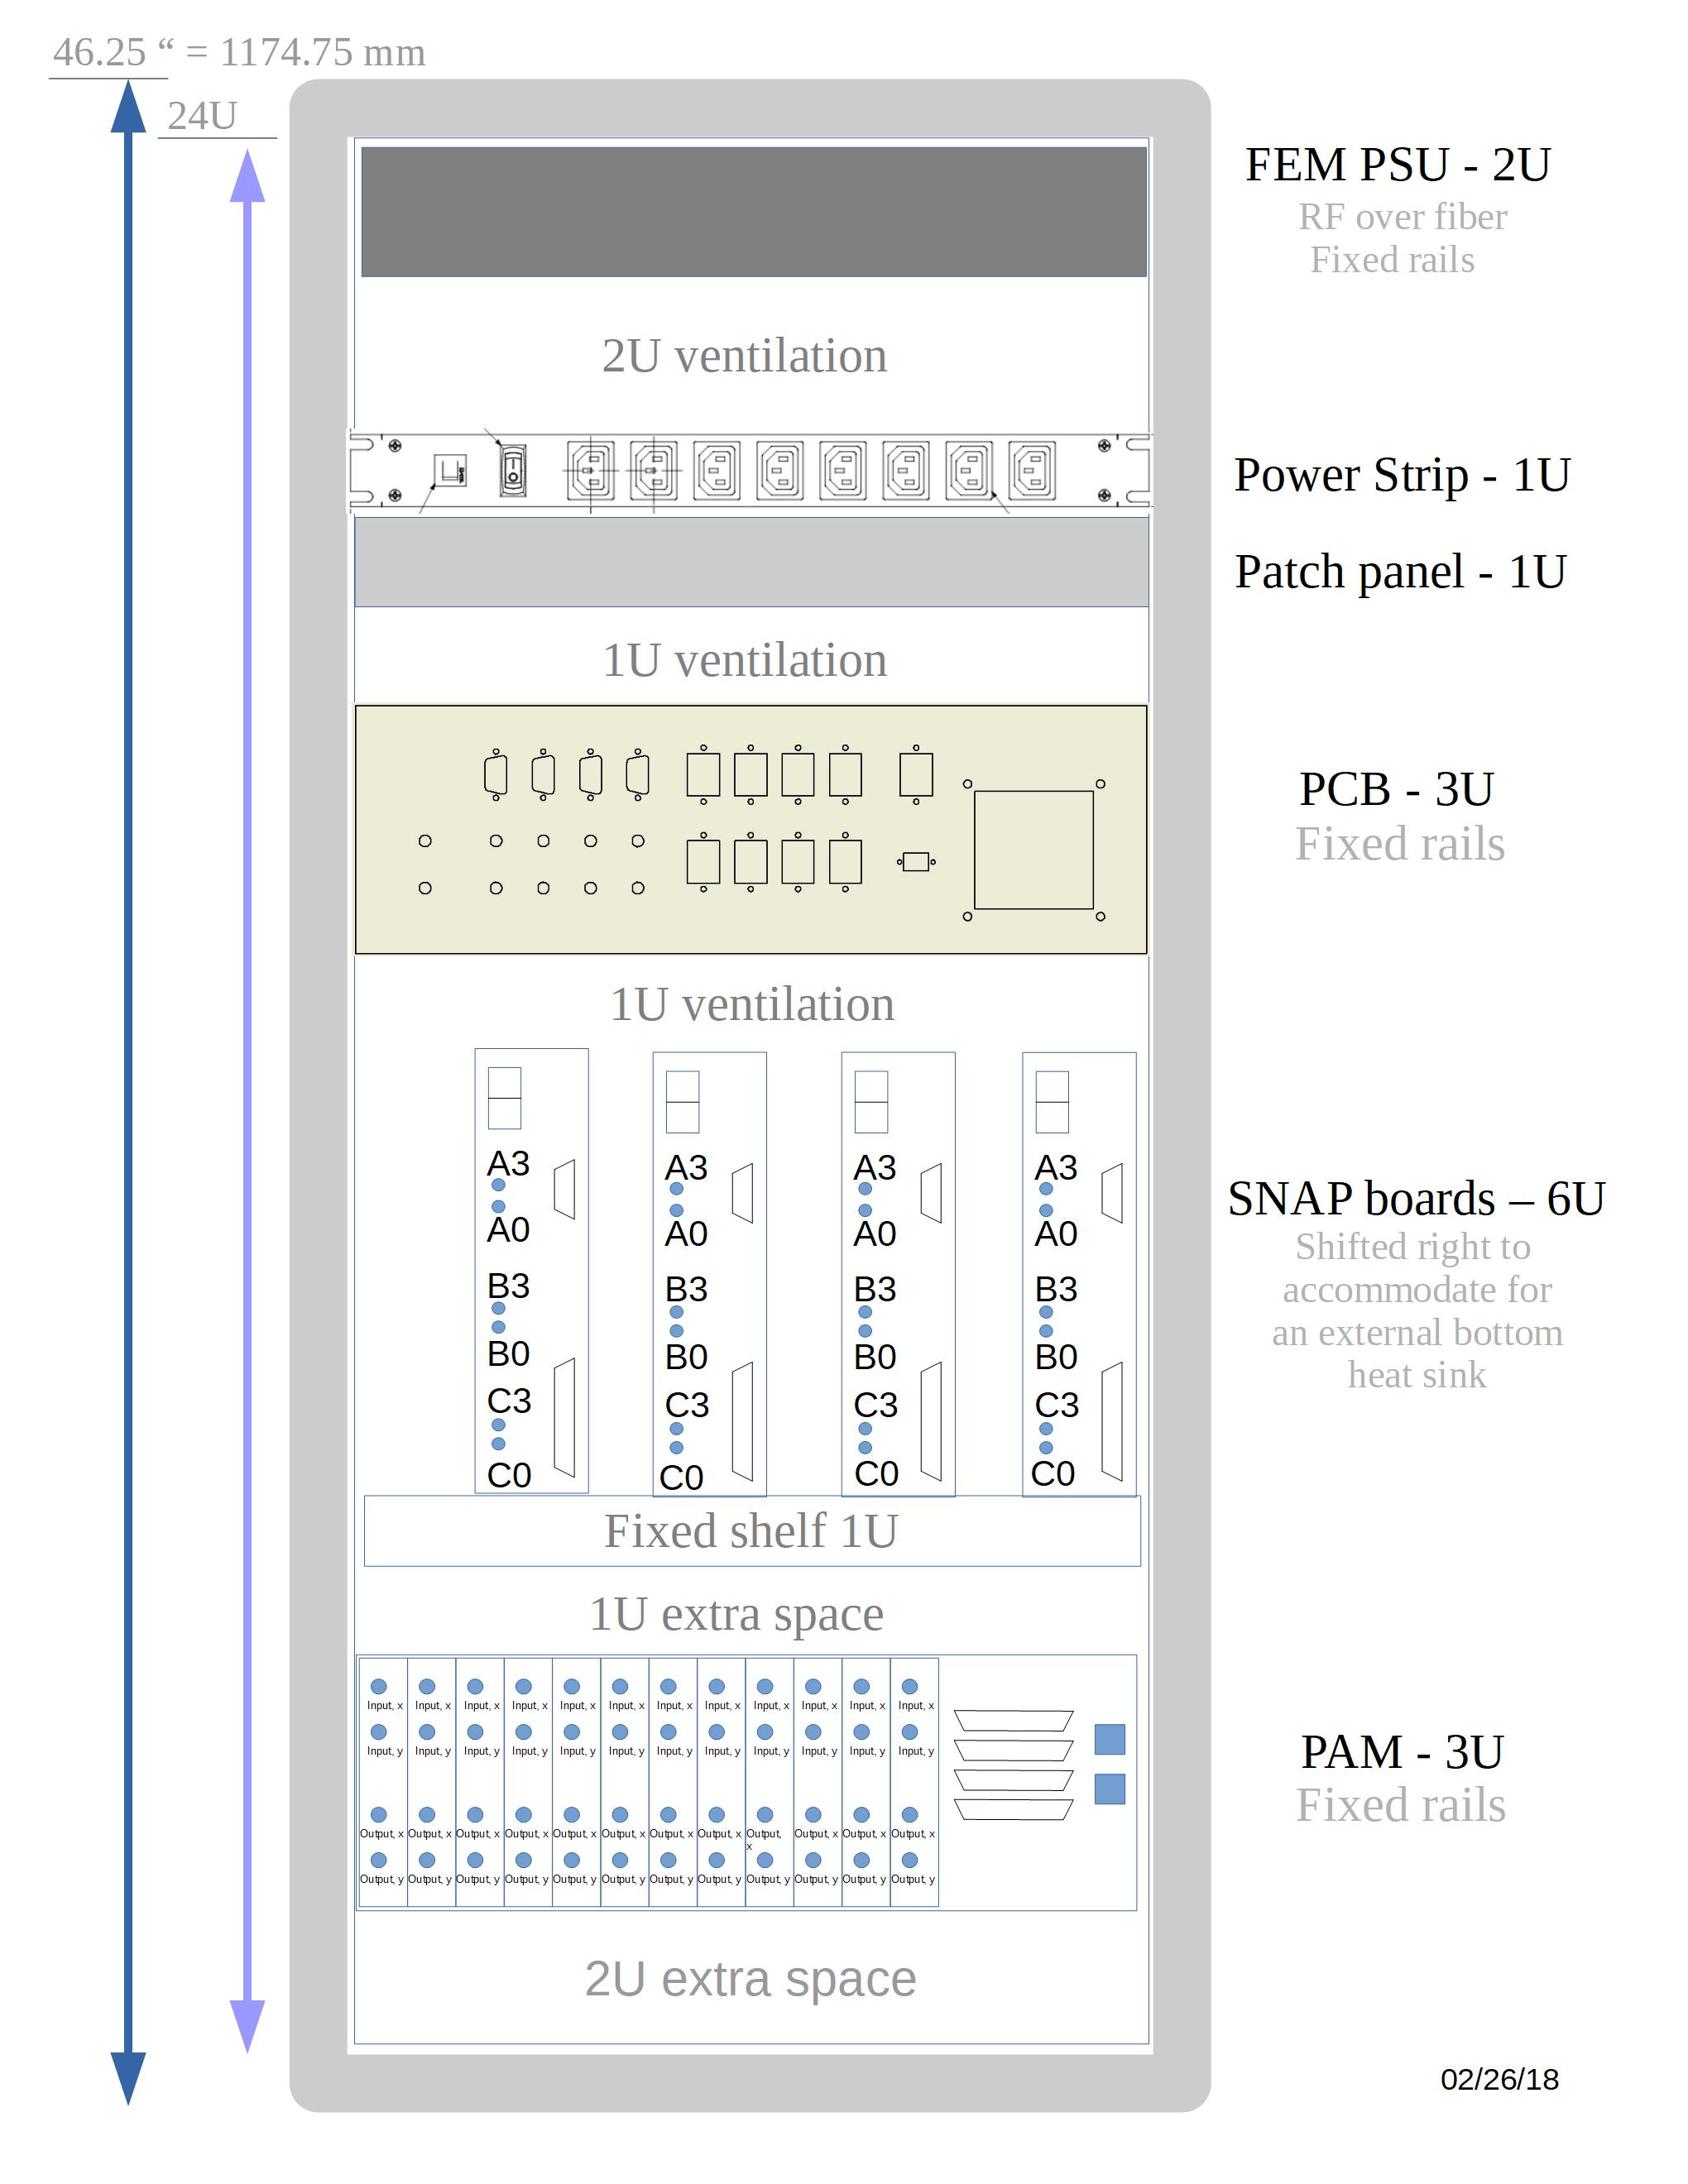 46.25 “ = 1174.75 mm
24U
FEM PSU - 2U
RF over fiber
Fixed rails
2U ventilation
Power Strip - 1U
Patch panel - 1U
1U ventilation
PCB - 3U
Fixed rails
1U ventilation
A3 A3 A3 A3
A0 A0 A0 A0
B3 B3 B3 B3
B0 B0 B0 B0
C3 C3 C3 C3
C0 C0 C0 C0
SNAP boards – 6U
Shifted right to
accommodate for
an external bottom
heat sink
Fixed shelf 1U
1U extra space
Input, x Input, x Input, x Input, x Input, x Input, x Input, x Input, x Input, x Input, x Input, x Input, x
Input, y Input, y Input, y Input, y Input, y Input, y Input, y Input, y Input, y Input, y Input, y Input, y
Output, x Output, x Output, x Output, x Output, x Output, x Output, x Output, x Output, x Output, x Output, x Output, x
Output, y Output, y Output, y Output, y Output, y Output, y Output, y Output, y Output, y Output, y Output, y Output, y
PAM - 3U
Fixed rails
2U extra space
02/26/18